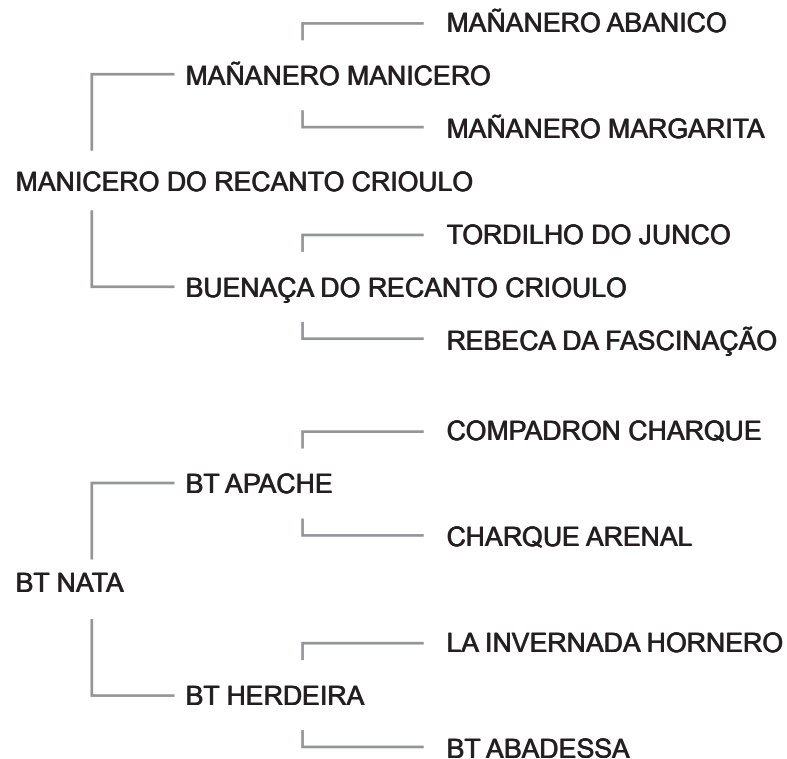 MAÑANERO ABANICO
MAÑANERO MANICERO
MAÑANERO MARGARITA
MANICERO DO RECANTO CRIOULO
TORDILHO DO JUNCO
BUENAÇA DO RECANTO CRIOULO
REBECA DA FASCINAÇÃO
COMPADRON CHARQUE
BT APACHE
CHARQUE ARENAL
BT NATA
LA INVERNADA HORNERO
BT HERDEIRA
BT ABADESSA